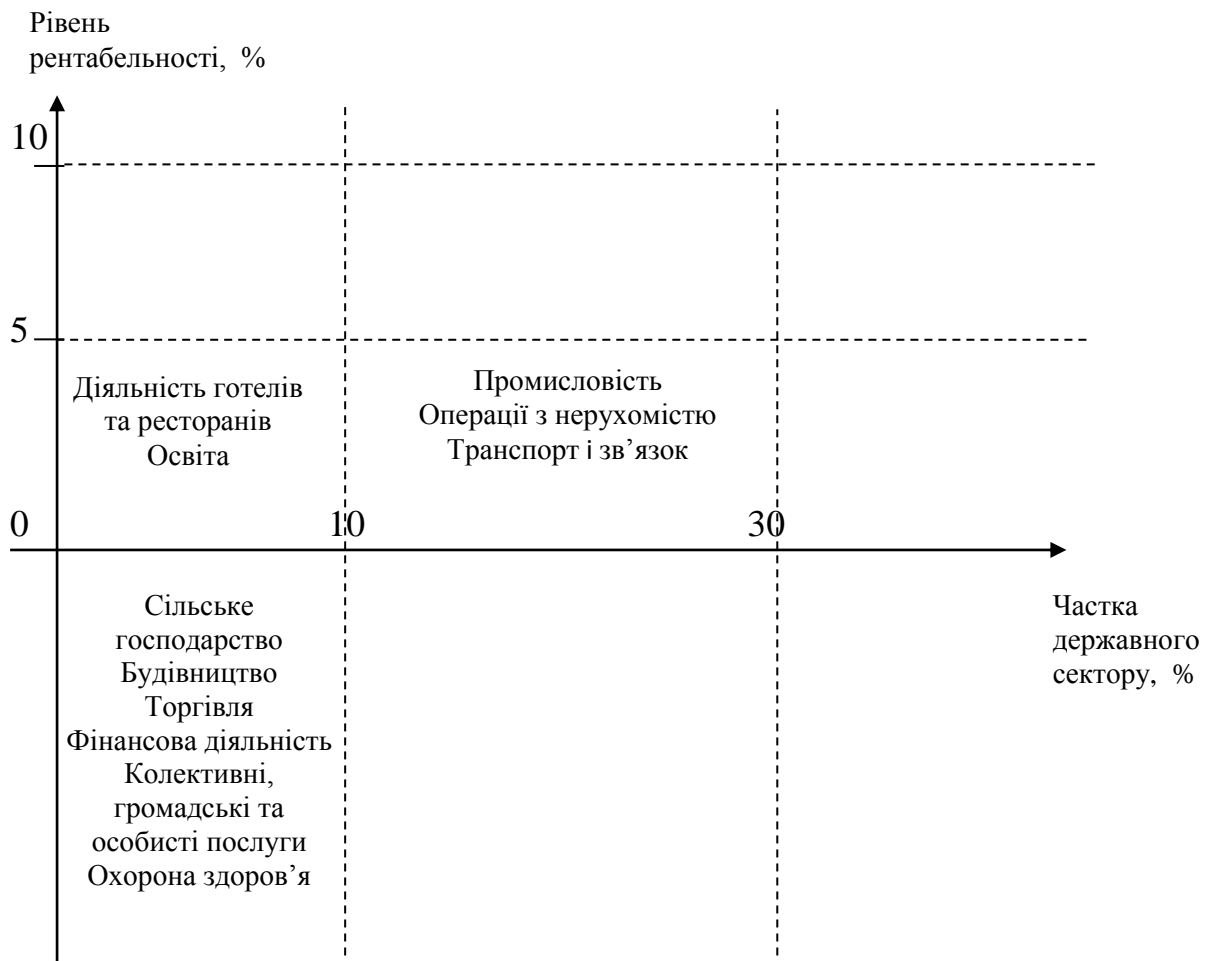 Рівень
рентабельності, %
10
5
Діяльність готелів
та ресторанів
Освіта
Промисловість
Операції з нерухомістю
Транспорт і зв’язок
0
10
30
Сільське
господарство
Будівництво
Торгівля
Фінансова діяльність
Колективні,
громадські та
особисті послуги
Охорона здоров’я
Частка
державного
сектору, %